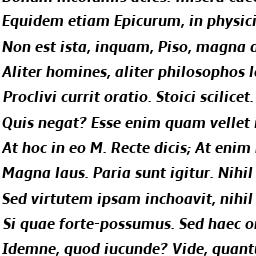 Equidem etiam Epicurum, in physici
Non est ista, inquam, Piso, magna d
Aliter homines, aliter philosophos l
Proclivi currit oratio. Stoici scilicet.
Quis negat? Esse enim quam vellet
At hoc in eo M. Recte dicis; At enim
Magna laus. Paria sunt igitur. Nihil
Sed virtutem ipsam inchoavit, nihil
Si quae forte-possumus. Sed haec o
Idemne, quod iucunde? Vide, quant